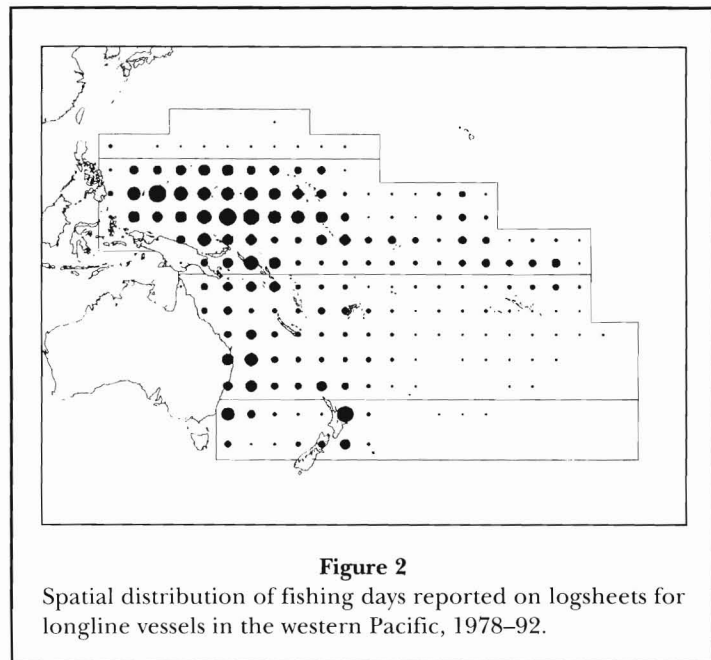 Figure 2
Spatial distribution of fishing days reported on logsheets for
longline vessels in the western Pacific, 1978–92.